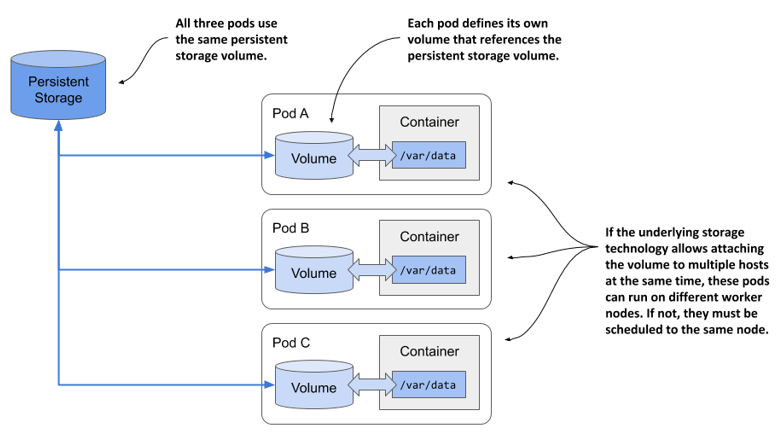 All three pods use
the same persistent
storage volume.
Each pod defines its own
volume that references the
persistent storage volume.
Persistent
Storage
Pod A
Container
Volume
/var/data
Pod B
Container
Volume
/var/data
If the underlying storage
technology allows attaching
the volume to multiple hosts
at the same time, these pods
can run on different worker
nodes. If not, they must be
scheduled to the same node.
Pod C
Container
Volume
/var/data